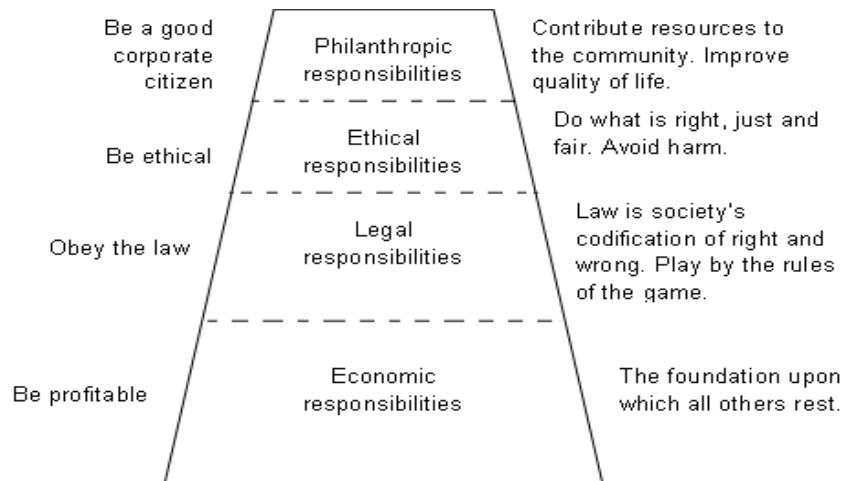 Be a good
corporate
citizen
Philanthropic
responsibilities
Contribute resources to
the community. Improve
quality of life.
Be ethical
Ethical
responsibilities
Do what is right, just and
fair. Avoid harm.
Obey the law
Legal
responsibilities
Law is society's
codification of right and
wrong. Play by the rules
of the game.
Be profitable
Economic
responsibilities
The foundation upon
which all others rest.